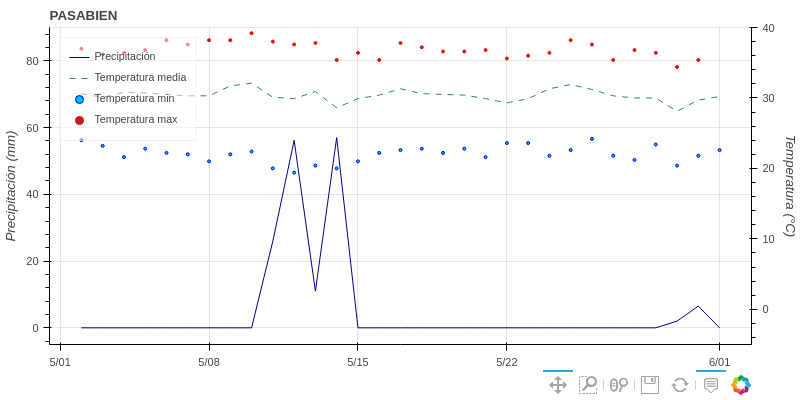 PASABIEN
Precipitación
Temperatura media
Temperatura min
Temperatura max
Precipitación (mm)
80
60
40
20
0
Temperatura (°C)
40
30
20
10
0
5/01
5/08
5/15
5/22
6/01